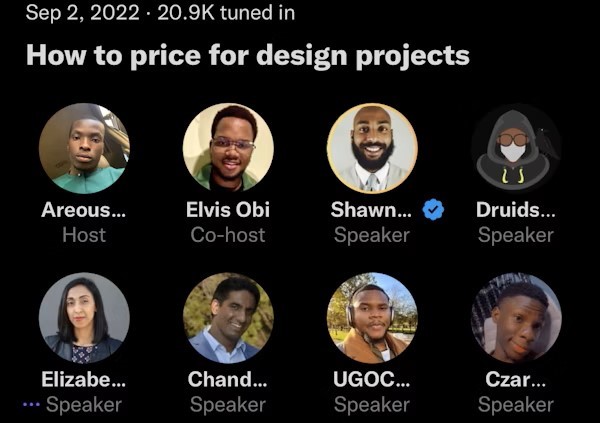 Sep 2, 2022 · 20.9K tuned in
How to price for design projects
Areous... Elvis Obi Shawn... Druids...
Host Co-host Speaker Speaker
Elizabe... Chand... UGOC... Czar...
Speaker Speaker Speaker Speaker